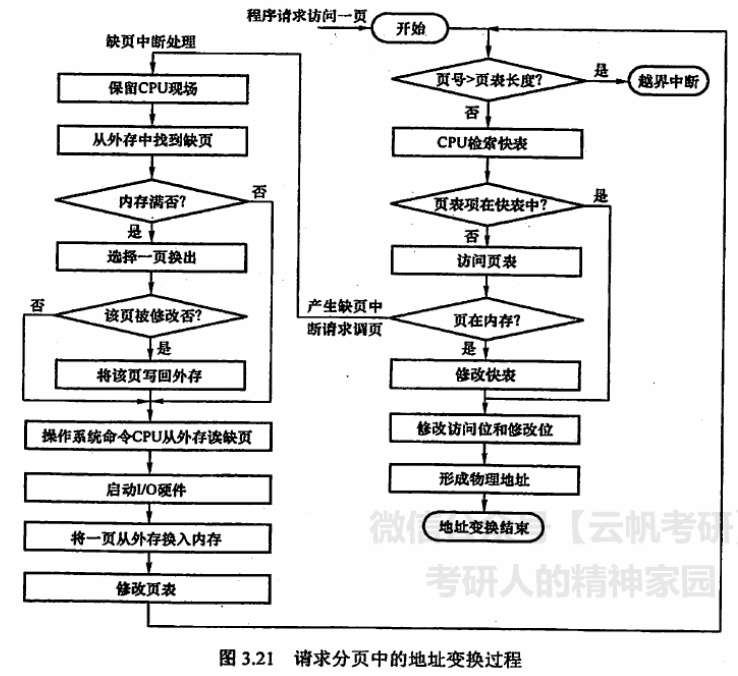 程序请求访问一页
开始
缺页中断处理
页号>页表长度?
是
越界中断
保留CPU现场
否
从外存中找到缺页
CPU检索快表
内存满否?
否
页表项在快表中?
是
是
否
选择一页换出
访问页表
否
该页被修改否?
产生缺页中
断请求调页
页在内存?
是
是
将该页写回外存
修改快表
操作系统命令CPU从外存读缺页
修改访问位和修改位
启动I/O硬件
形成物理地址
将一页从外存换入内存
地址变换结束
修改页表
【云帆考研】
考研人的精神家园
图 3.21 请求分页中的地址变换过程